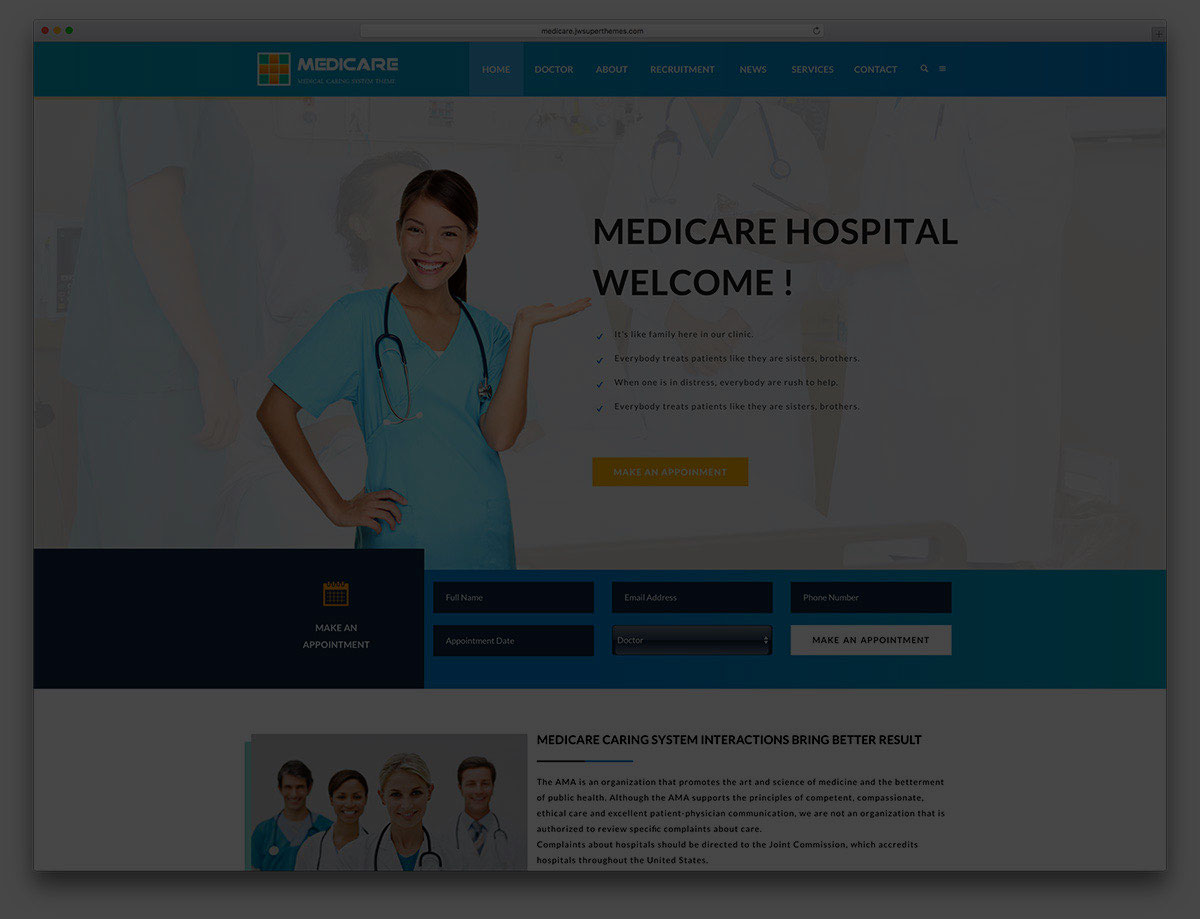 medicare.jwsuperthemes.com
MEDICARE
MEDICAL CARING SYSTEM THEME
HOME DOCTOR ABOUT RECRUITMENT NEWS SERVICES CONTACT
MEDICARE HOSPITAL
WELCOME !
It's like family here in our clinic.
Everybody treats patients like they are sisters, brothers.
When one is in distress, everybody are rush to help.
Everybody treats patients like they are sisters, brothers.
MAKE AN APPOINMENT
MAKE AN
APPOINTMENT
Full Name Email Address Phone Number
Appointment Date Doctor MAKE AN APPOINTMENT
MEDICARE CARING SYSTEM INTERACTIONS BRING BETTER RESULT
The AMA is an organization that promotes the art and science of medicine and the betterment
of public health. Although the AMA supports the principles of competent, compassionate,
ethical care and excellent patient-physician communication, we are not an organization that is
authorized to review specific complaints about care.
Complaints about hospitals should be directed to the Joint Commission, which accredits
hospitals throughout the United States.